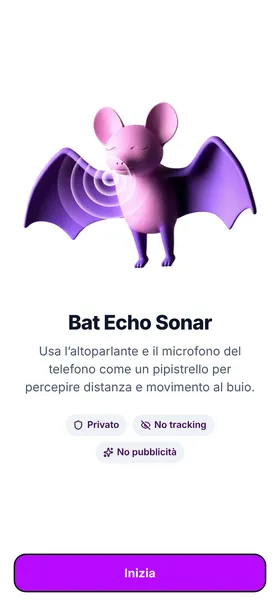 Bat Echo Sonar
Usa l'altoparlante e il microfono del
telefono come un pipistrello per
percepire distanza e movimento al buio.
Privato
No tracking
No pubblicità
Inizia